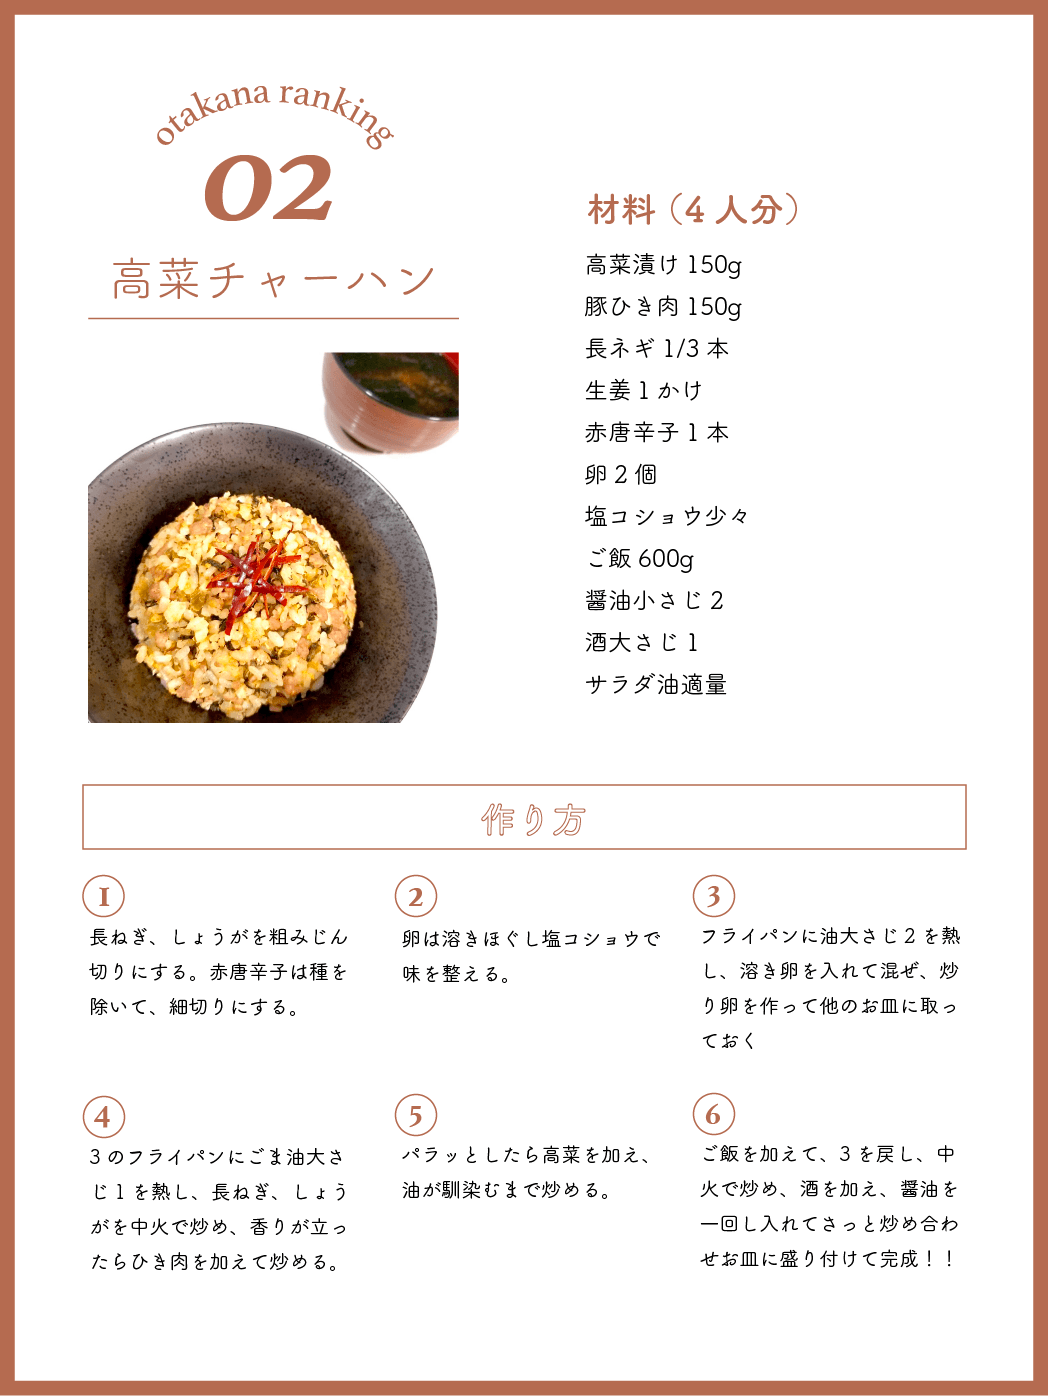 otakana ranking
02
高菜チャーハン
材料（4 人分）
高菜漬け 150g
豚ひき肉 150g
長ネギ 1/3 本
生姜 1 かけ
赤唐辛子 1 本
卵 2 個
塩コショウ少々
ご飯 600g
醤油小さじ 2
酒大さじ 1
サラダ油適量
作り方
1
長ねぎ、しょうがを粗みじん
切りにする。赤唐辛子は種を
除いて、細切りにする。
2
卵は溶きほぐし塩コショウで
味を整える。
3
フライパンに油大さじ 2 を熱
し、溶き卵を入れて混ぜ、炒
り卵を作って他のお皿に取っ
ておく
4
3 のフライパンにごま油大さ
じ 1 を熱し、長ねぎ、しょう
がを中火で炒め、香りが立っ
たらひき肉を加えて炒める。
5
パラッとしたら高菜を加え、
油が馴染むまで炒める。
6
ご飯を加えて、3 を戻し、中
火で炒め、酒を加え、醤油を
一回し入れてさっと炒め合わ
せお皿に盛り付けて完成！！